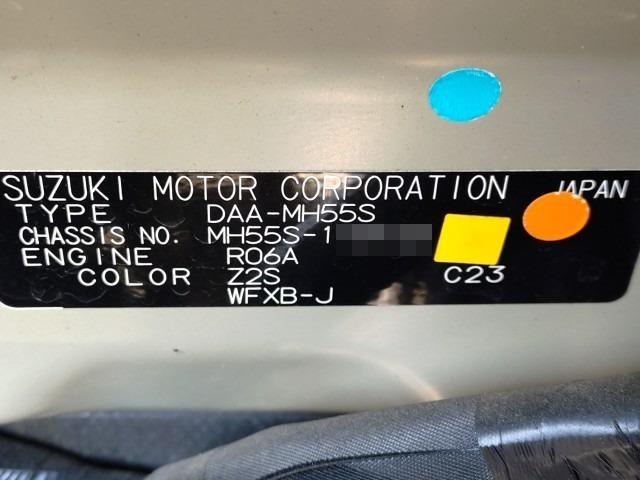 SUZUKI MOTOR CORPORATION JAPAN
TYPE DAA-MH55S
CHASSIS NO. MH55S-1
ENGINE R06A
COLOR Z2S C23
WFXB-J